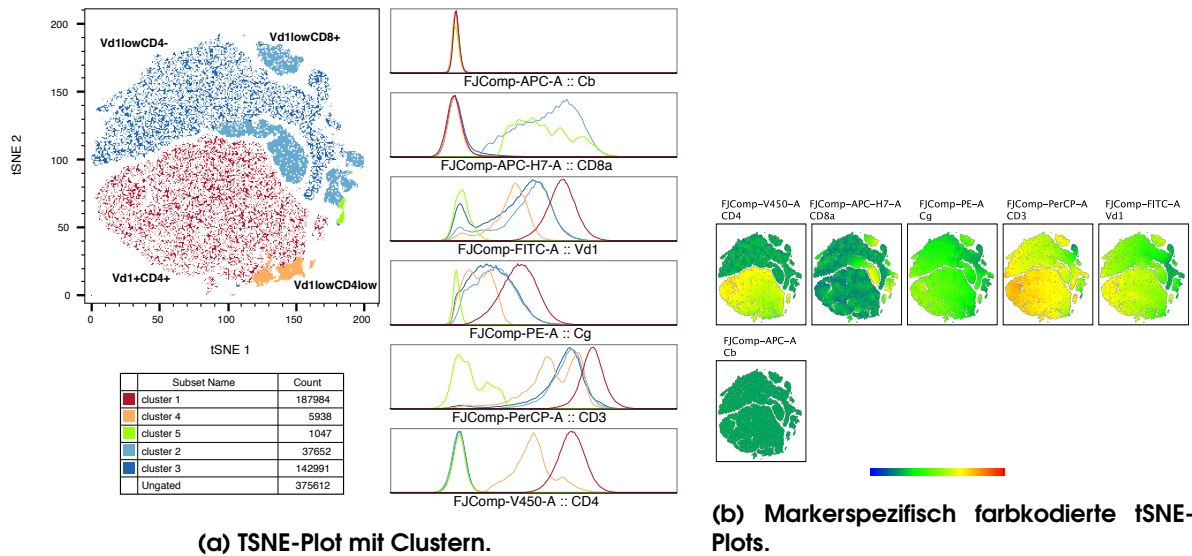 200
150
100
50
0
tSNE 2
Vd1lowCD4-
Vd1lowCD8+
Vd1+CD4+
Vd1lowCD4low
0 50 100 150 200
tSNE 1
Subset Name Count
cluster 1 187984
cluster 4 5938
cluster 5 1047
cluster 2 37652
cluster 3 142991
Ungated 375612
FJComp-APC-A :: Cb
FJComp-APC-H7-A :: CD8a
FJComp-FITC-A :: Vd1
FJComp-PE-A :: Cg
FJComp-PerCP-A :: CD3
FJComp-V450-A :: CD4
(a) TSNE-Plot mit Clustern.
FJComp-V450-A
CD4
FJComp-APC-H7-A
CD8a
FJComp-PE-A
Cg
FJComp-PerCP-A
CD3
FJComp-FITC-A
Vd1
FJComp-APC-A
Cb
(b) Markerspezifisch farbkodierte tSNE-
Plots.